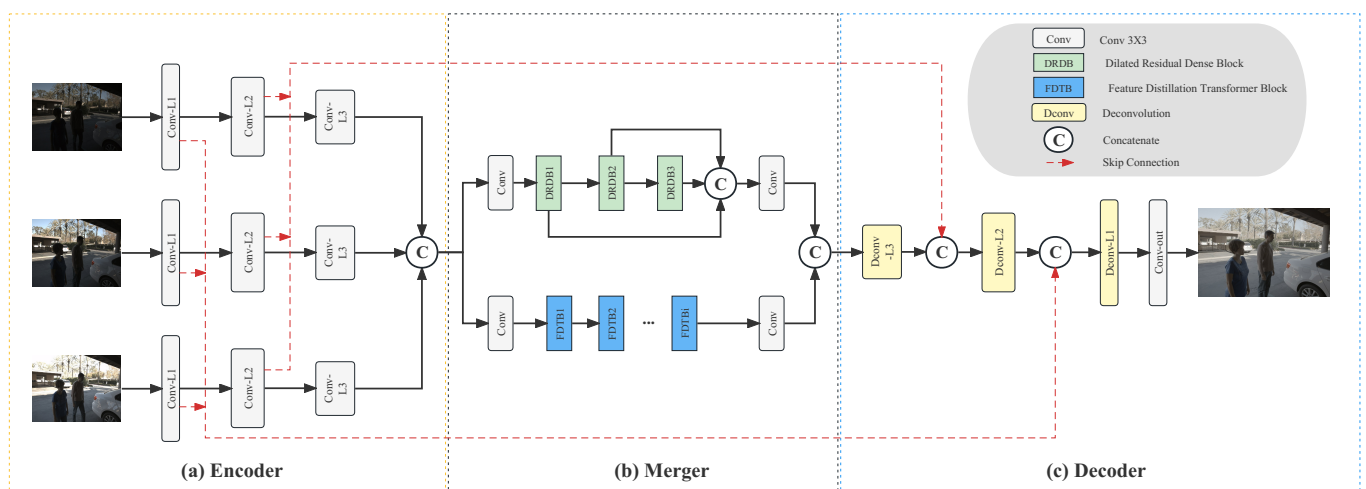 Conv-L1
Conv-L2
Conv-
L3
Conv-L1
Conv-L2
Conv-
L3
Conv-L1
Conv-L2
Conv-
L3
C
(a) Encoder
Conv
DRDB1
DRDB2
DRDB3
C
Conv
Conv
FDTB1
FDTB2
...
FDTBi
Conv
C
(b) Merger
Conv
Conv 3X3
DRDB
Dilated Residual Dense Block
FDTB
Feature Distillation Transformer Block
Dconv
Deconvolution
C
Concatenate
Skip Connection
Dconv
-L3
C
Dconv-L2
C
Dconv-L1
Conv-out
(c) Decoder